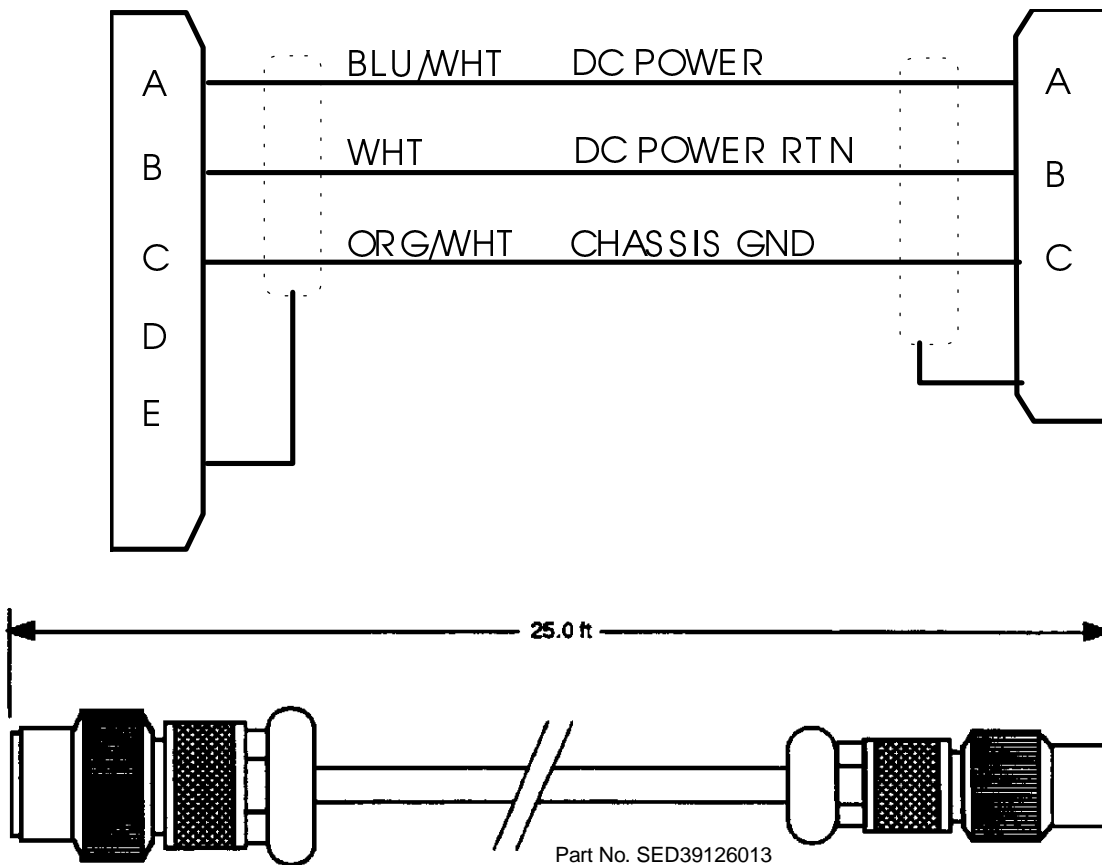 A BLU/WHT DC POWER A
B WHT DC POWER RTN B
C ORG/WHT CHASSIS GND C
D
E
25.0 ft
Part No. SED39126013